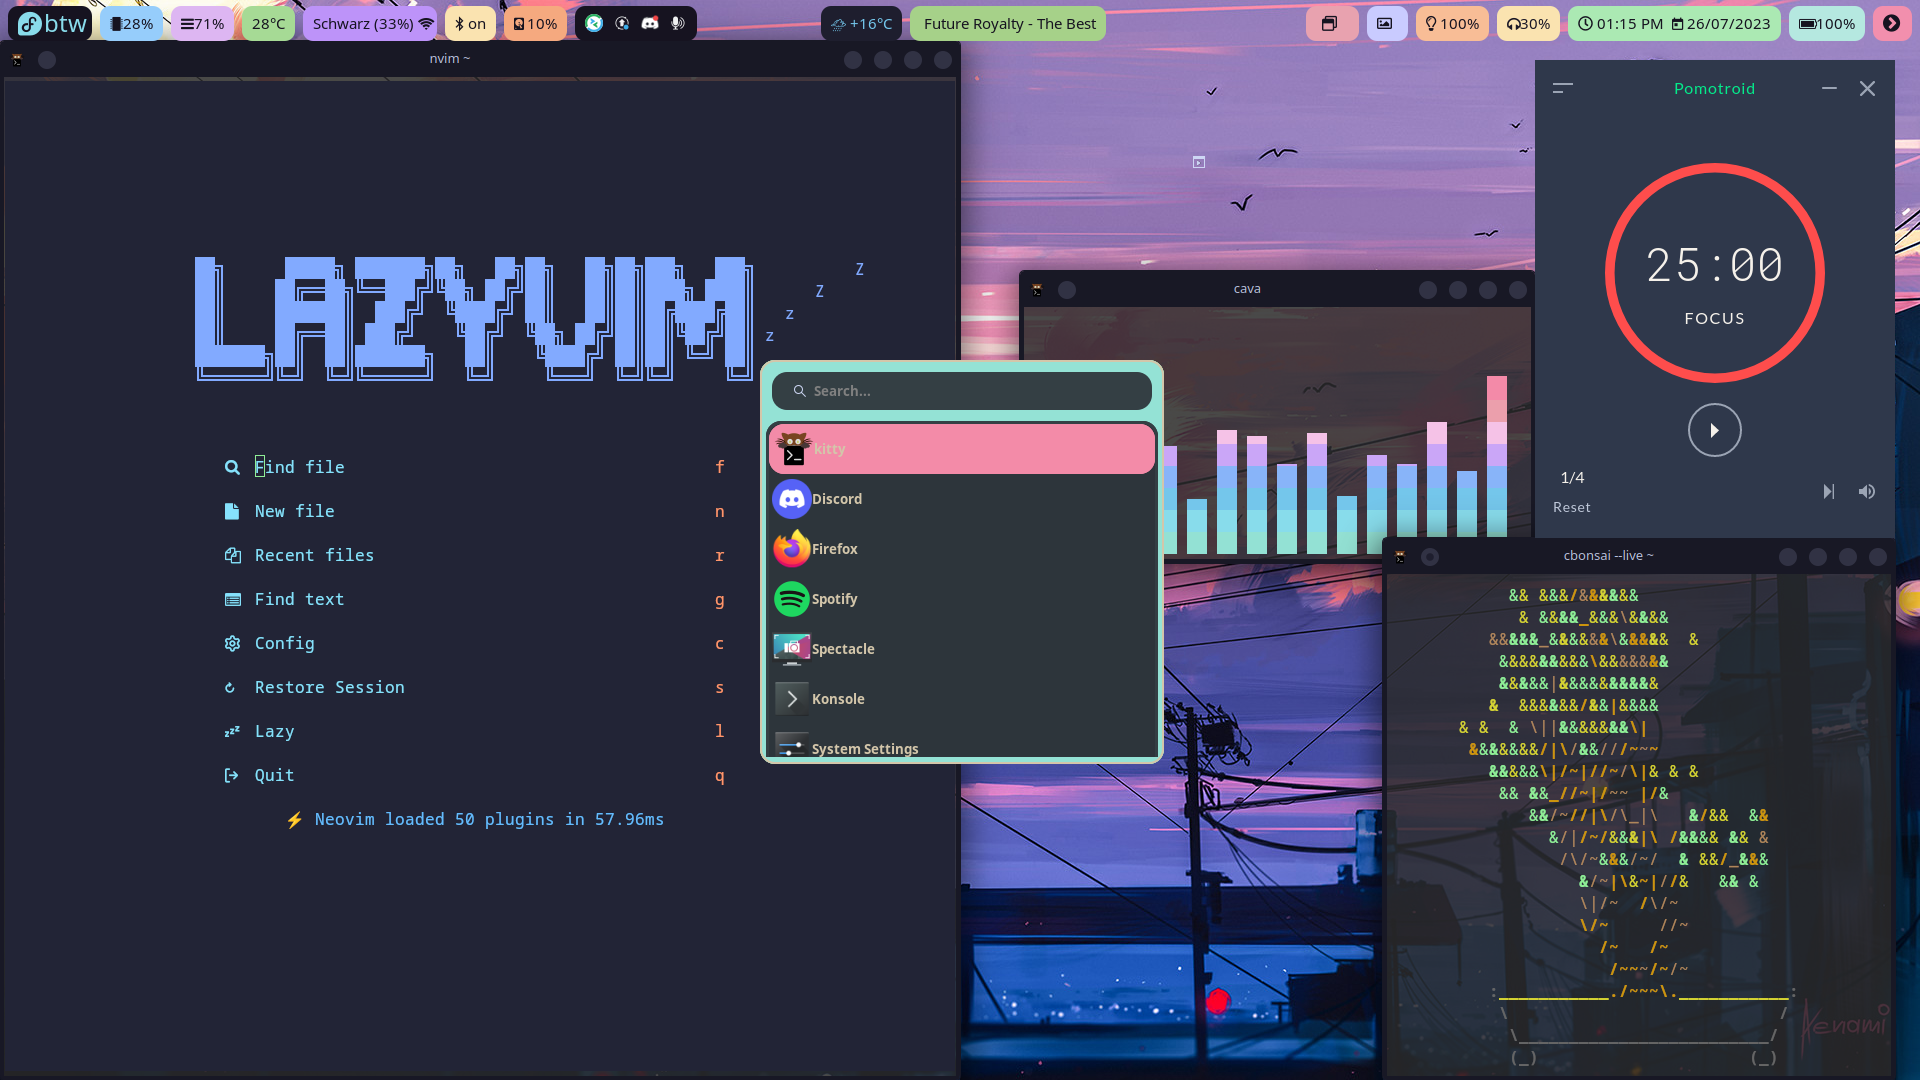 btw 28% 71% 28°C Schwarz (33%) on 10% +16°C Future Royalty - The Best 100% 30% 01:15 PM 26/07/2023 100%
nvim ~
LAZYVIM
Z
Z
z
z
Find file f
New file n
Recent files r
Find text g
Config c
Restore Session s
Lazy l
Quit q
⚡ Neovim loaded 50 plugins in 57.96ms
Search...
kitty
Discord
Firefox
Spotify
Spectacle
Konsole
System Settings
cava
Pomotroid
25:00
FOCUS
1/4
Reset
cbonsai --live ~
Xenami